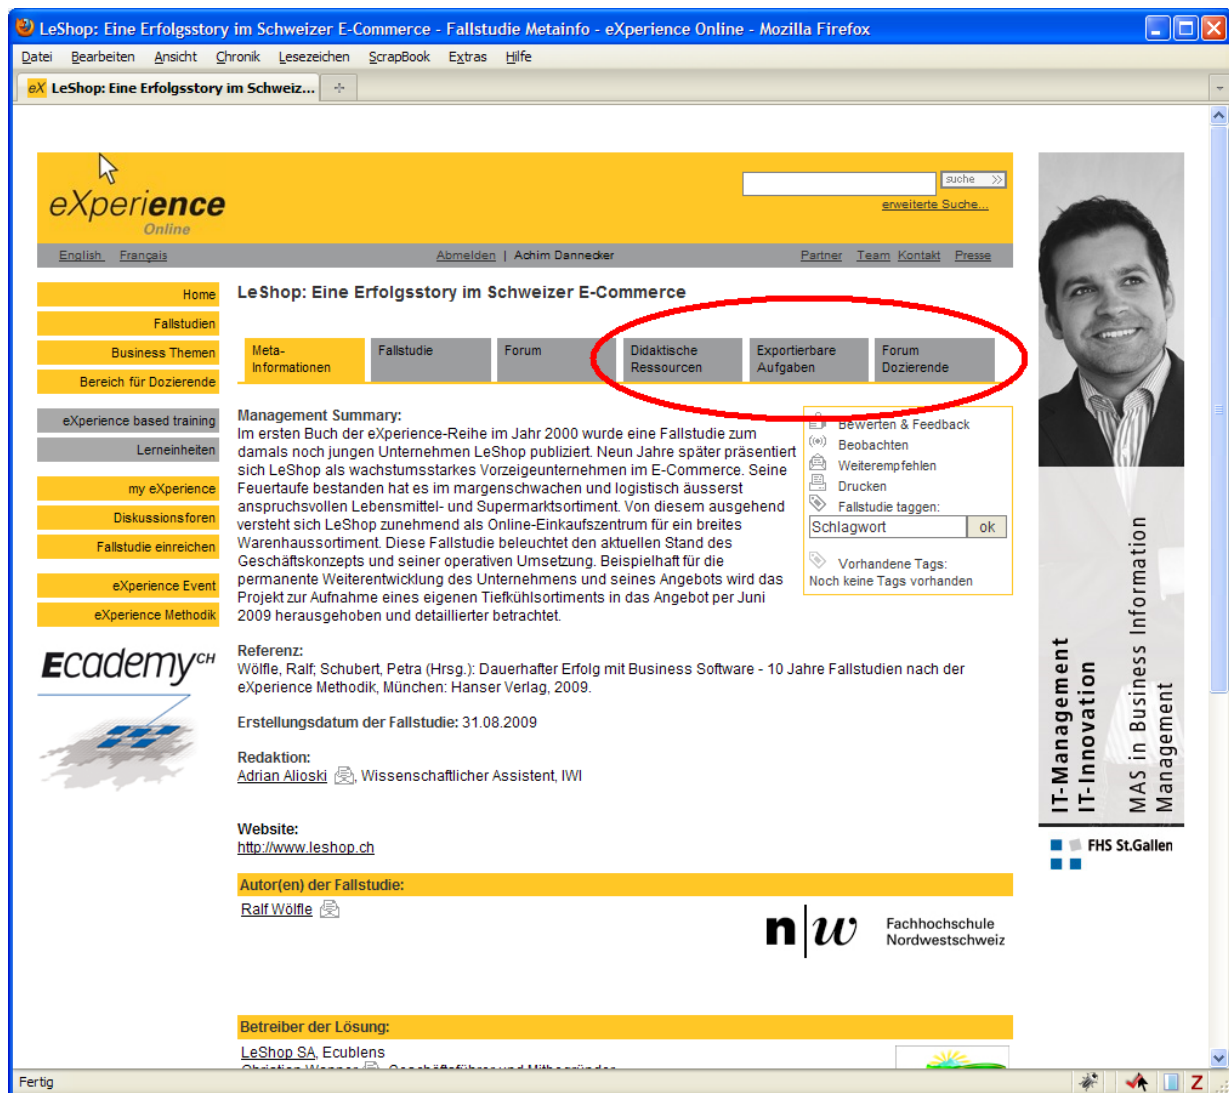 LeShop: Eine Erfolgsstory im Schweizer E-Commerce - Fallstudie Metainfo - eXperience Online - Mozilla Firefox
Datei Bearbeiten Ansicht Chronik Lesezeichen ScrapBook Extras Hilfe
eX LeShop: Eine Erfolgsstory im Schweiz...
eXperience
Online
suche
erweiterte Suche...
English Français Abmelden | Achim Dannecker Partner Team Kontakt Presse
Home
Fallstudien
Business Themen
Bereich für Dozierende
eXperience based training
Lerneinheiten
my eXperience
Diskussionsforen
Fallstudie einreichen
eXperience Event
eXperience Methodik
Ecademy CH
LeShop: Eine Erfolgsstory im Schweizer E-Commerce
Meta-
Informationen
Fallstudie
Forum
Didaktische
Ressourcen
Exportierbare
Aufgaben
Forum
Dozierende
Management Summary:
Im ersten Buch der eXperience-Reihe im Jahr 2000 wurde eine Fallstudie zum
damals noch jungen Unternehmen LeShop publiziert. Neun Jahre später präsentiert
sich LeShop als wachstumsstarkes Vorzeigeunternehmen im E-Commerce. Seine
Feuertaufe bestanden hat es im margenschwachen und logistisch äusserst
anspruchsvollen Lebensmittel- und Supermarktsortiment. Von diesem ausgehend
versteht sich LeShop zunehmend als Online-Einkaufszentrum für ein breites
Warenhaussortiment. Diese Fallstudie beleuchtet den aktuellen Stand des
Geschäftskonzepts und seiner operativen Umsetzung. Beispielhaft für die
permanente Weiterentwicklung des Unternehmens und seines Angebots wird das
Projekt zur Aufnahme eines eigenen Tiefkühlsortiments in das Angebot per Juni
2009 herausgehoben und detaillierter betrachtet.
Bewerten & Feedback
Beobachten
Weiterempfehlen
Drucken
Fallstudie taggen:
Schlagwort ok
Vorhandene Tags:
Noch keine Tags vorhanden
Referenz:
Wölfle, Ralf; Schubert, Petra (Hrsg.): Dauerhafter Erfolg mit Business Software - 10 Jahre Fallstudien nach der
eXperience Methodik, München: Hanser Verlag, 2009.
Erstellungsdatum der Fallstudie: 31.08.2009
Redaktion:
Adrian Alioski , Wissenschaftlicher Assistent, IWI
Website:
http://www.leshop.ch
Autor(en) der Fallstudie:
Ralf Wölfle
n|w Fachhochschule
Nordwestschweiz
Betreiber der Lösung:
LeShop SA, Ecublens
Christian Wanner , Geschäftsführer und Mitbegründer
IT-Management
IT-Innovation
MAS in Business Information
Management
FHS St.Gallen
Fertig
Z